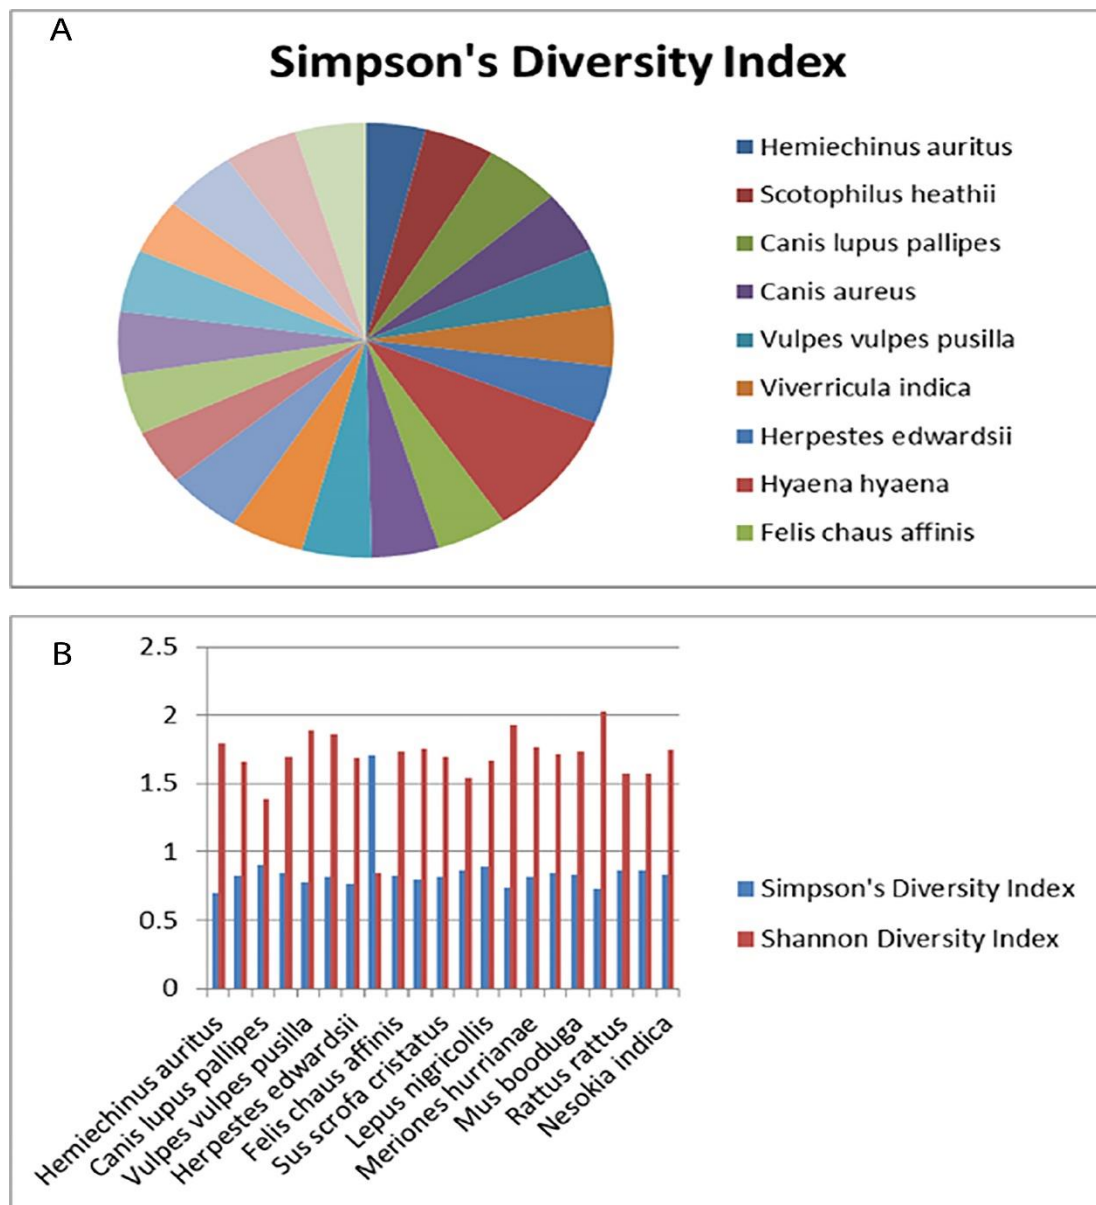 A
Simpson's Diversity Index
Hemiechinus auritus
Scotophilus heathii
Canis lupus pallipes
Canis aureus
Vulpes vulpes pusilla
Viverricula indica
Herpestes edwardsii
Hyaena hyaena
Felis chaus affinis
B
2.5
2
1.5
1
0.5
0
Hemiechinus auritus
Canis lupus pallipes
Vulpes vulpes pusilla
Herpestes edwardsii
Felis chaus affinis
Sus scrofa cristatus
Lepus nigricollis
Meriones hurrianae
Mus booduga
Rattus rattus
Nesokia indica
Simpson's Diversity Index
Shannon Diversity Index